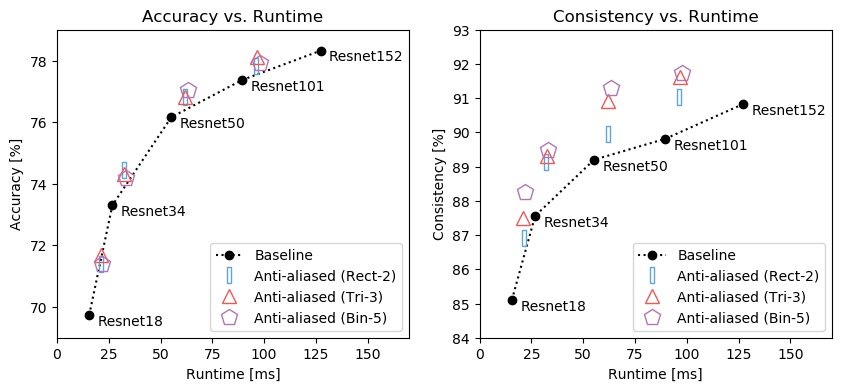 Accuracy vs. Runtime
Accuracy [%]
78
76
74
72
70
Resnet152
Resnet101
Resnet50
Resnet34
Resnet18
Baseline
Anti-aliased (Rect-2)
Anti-aliased (Tri-3)
Anti-aliased (Bin-5)
0 25 50 75 100 125 150
Runtime [ms]
Consistency vs. Runtime
Consistency [%]
93
92
91
90
89
88
87
86
85
84
Resnet152
Resnet101
Resnet50
Resnet34
Resnet18
Baseline
Anti-aliased (Rect-2)
Anti-aliased (Tri-3)
Anti-aliased (Bin-5)
0 25 50 75 100 125 150
Runtime [ms]